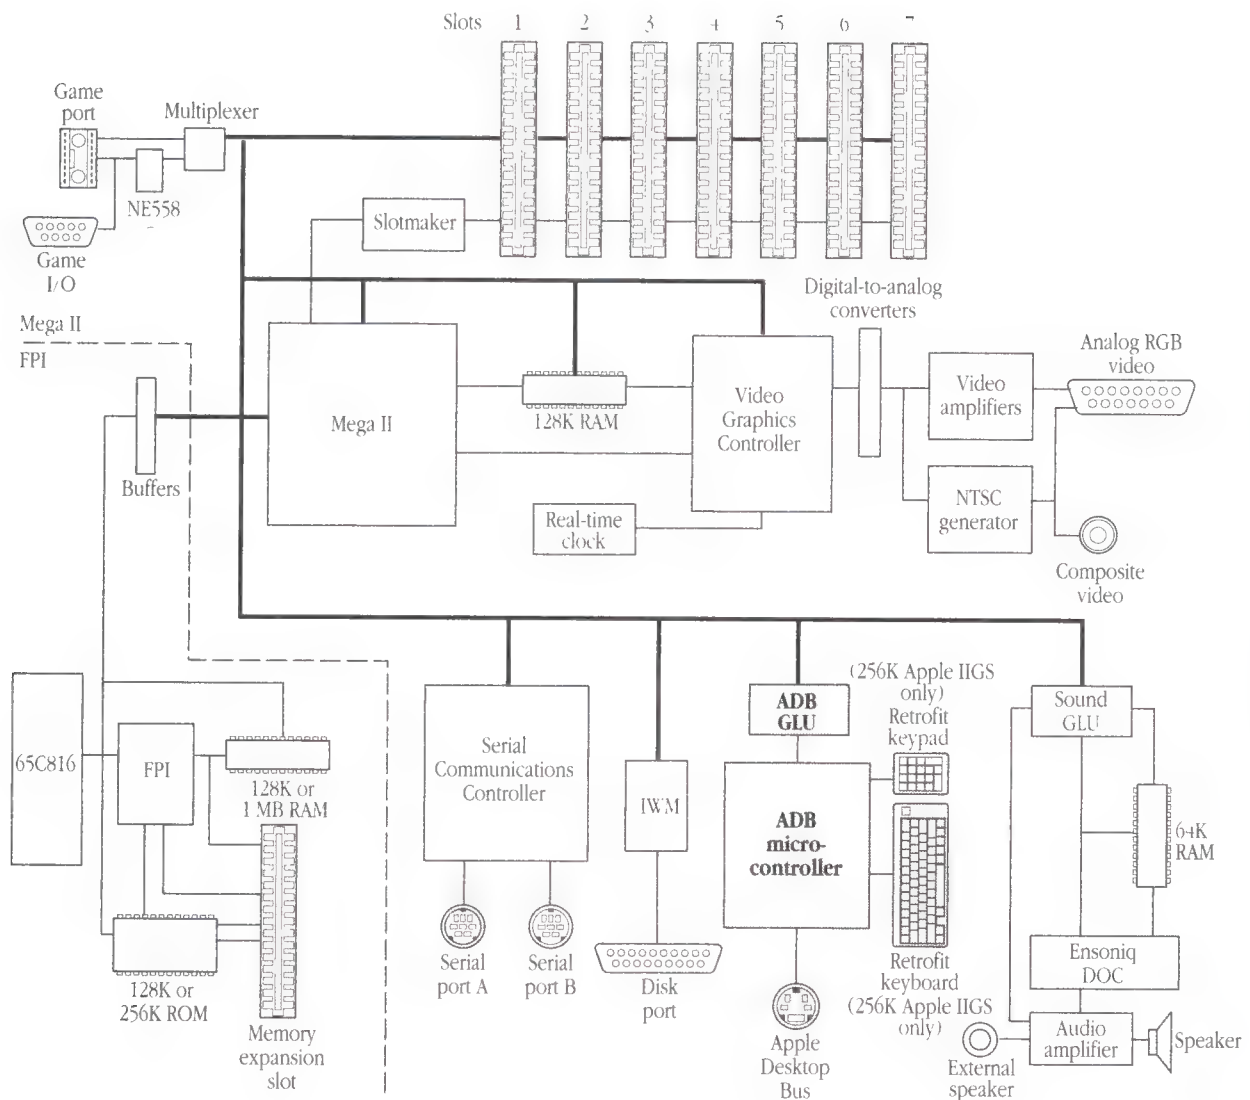 Slots 1 2 3 4 5 6 7
Game
port
Multiplexer
NE558
Game
I/O
Slotmaker
Digital-to-analog
converters
Mega II
FPI
Buffers
Mega II
128K RAM
Video
Graphics
Controller
Real-time
clock
Video
amplifiers
Analog RGB
video
NTSC
generator
Composite
video
65C816
FPI
128K or
1 MB RAM
128K or
256K ROM
Memory
expansion
slot
Serial
Communications
Controller
Serial
port A
Serial
port B
IWM
Disk
port
ADB
GLU
ADB
micro-
controller
Apple
Desktop
Bus
(256K Apple IIGS
only)
Retrofit
keypad
Retrofit
keyboard
(256K Apple IIGS
only)
Sound
GLU
64K
RAM
Ensoniq
DOC
Audio
amplifier
External
speaker
Speaker